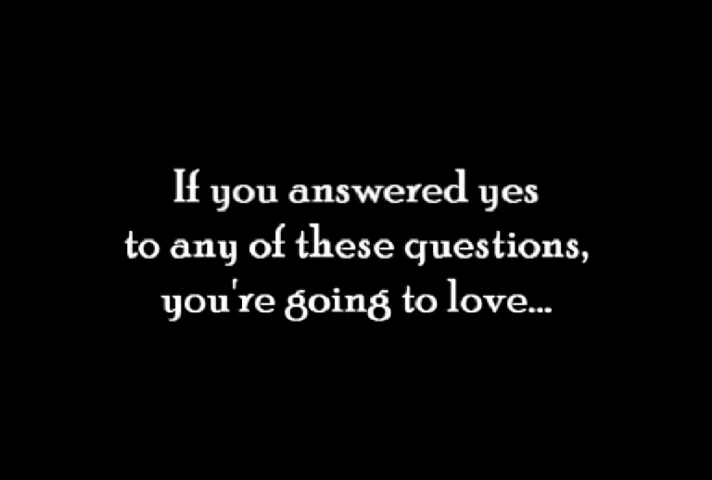 If you answered yes
to any of these questions,
you're going to love...